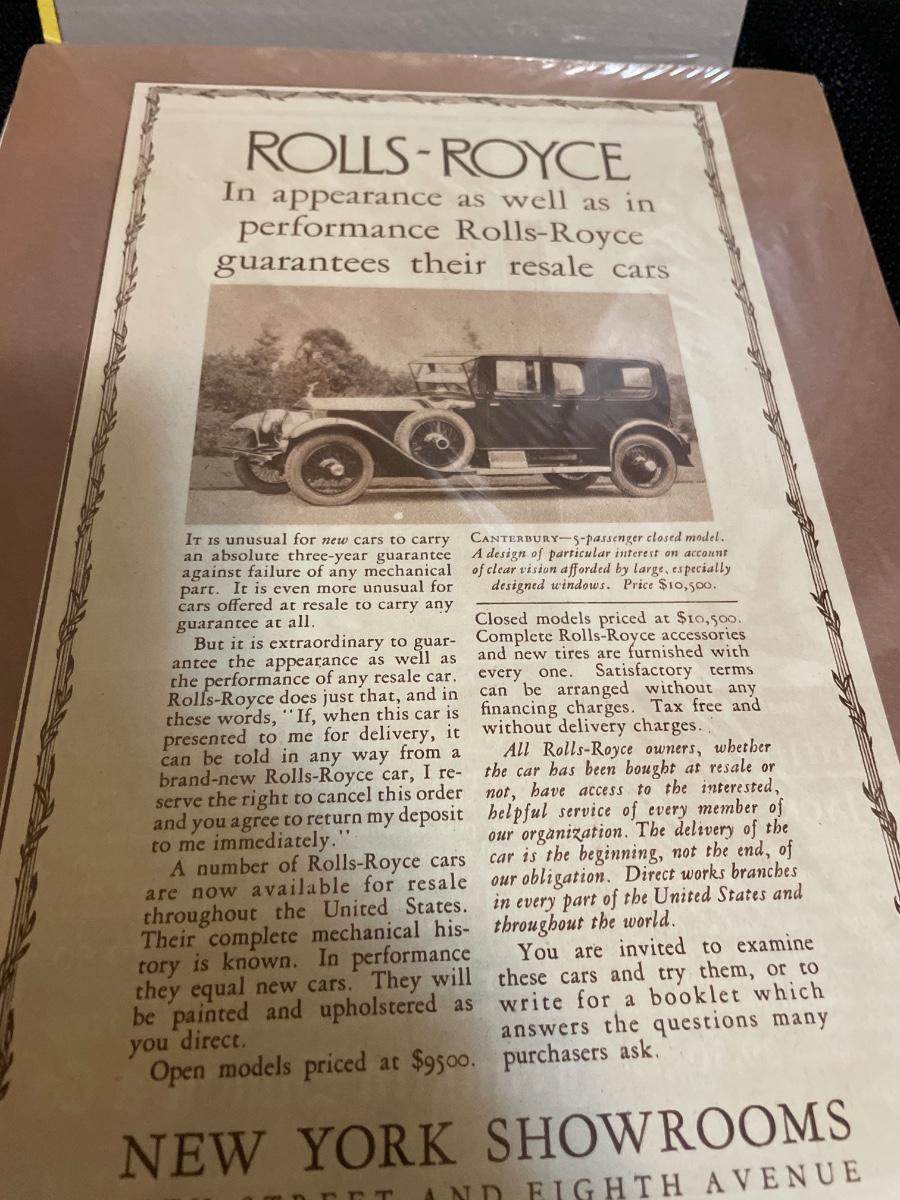 ROLLS-ROYCE
In appearance as well as in
performance Rolls-Royce
guarantees their resale cars
IT IS unusual for new cars to carry
an absolute three-year guarantee
against failure of any mechanical
part. It is even more unusual for
cars offered at resale to carry any
guarantee at all.
But it is extraordinary to guar-
antee the appearance as well as
the performance of any resale car.
Rolls-Royce does just that, and in
these words, "If, when this car is
presented to me for delivery, it
can be told in any way from a
brand-new Rolls-Royce car, I re-
serve the right to cancel this order
and you agree to return my deposit
to me immediately."
A number of Rolls-Royce cars
are now available for resale
throughout the United States.
Their complete mechanical his-
tory is known. In performance
they equal new cars. They will
be painted and upholstered as
you direct.
Open models priced at $9500.
CANTERBURY—5-passenger closed model.
A design of particular interest on account
of clear vision afforded by large, especially
designed windows. Price $10,500.
Closed models priced at $10,500.
Complete Rolls-Royce accessories
and new tires are furnished with
every one. Satisfactory terms
can be arranged without any
financing charges. Tax free and
without delivery charges.
All Rolls-Royce owners, whether
the car has been bought at resale or
not, have access to the interested,
helpful service of every member of
our organization. The delivery of the
car is the beginning, not the end, of
our obligation. Direct works branches
in every part of the United States and
throughout the world.
You are invited to examine
these cars and try them, or to
write for a booklet which
answers the questions many
purchasers ask.
NEW YORK SHOWROOMS
STREET AND EIGHTH AVENUE